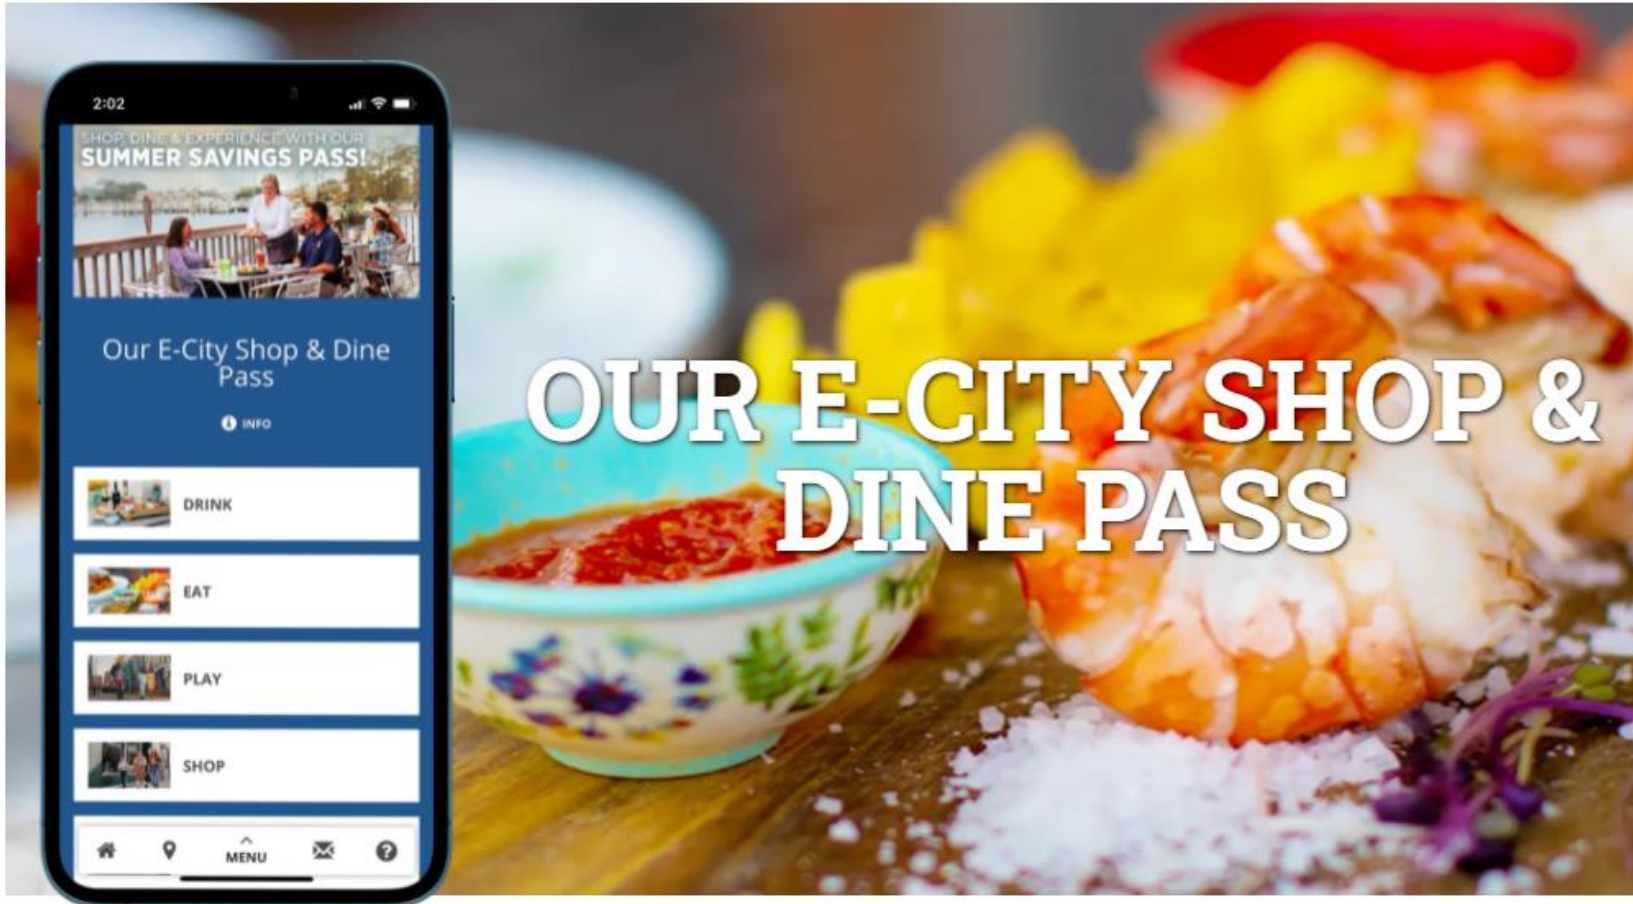 2:02
SHOP, DINE & EXPERIENCE WITH OUR
SUMMER SAVINGS PASS!
Our E-City Shop & Dine
Pass
INFO
DRINK
EAT
PLAY
SHOP
MENU
OUR E-CITY SHOP &
DINE PASS